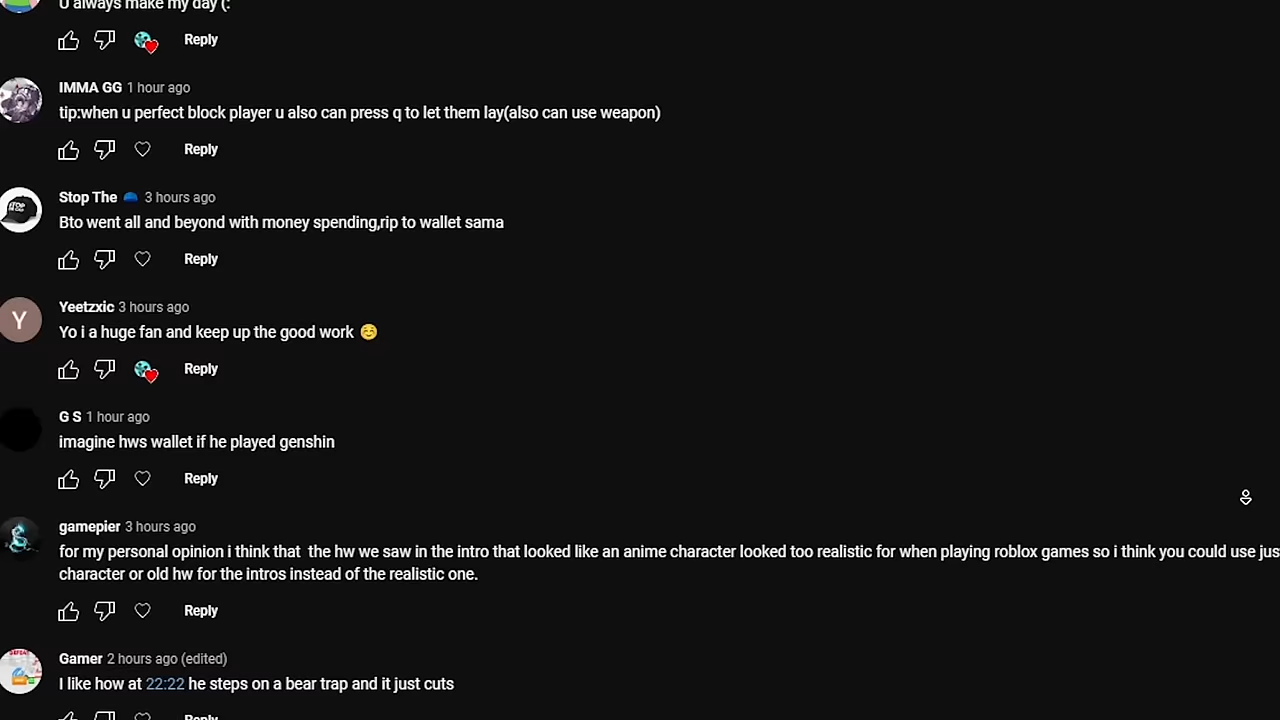 U always make my day (:
Reply
IMMA GG 1 hour ago
tip:when u perfect block player u also can press q to let them lay(also can use weapon)
Reply
Stop The 🧢 3 hours ago
Bto went all and beyond with money spending,rip to wallet sama
Reply
Y
Yeetzxic 3 hours ago
Yo i a huge fan and keep up the good work ☺️
Reply
G S 1 hour ago
imagine hws wallet if he played genshin
Reply
gamepier 3 hours ago
for my personal opinion i think that  the hw we saw in the intro that looked like an anime character looked too realistic for when playing roblox games so i think you could use jus
character or old hw for the intros instead of the realistic one.
Reply
Gamer 2 hours ago (edited)
I like how at 22:22 he steps on a bear trap and it just cuts
Reply